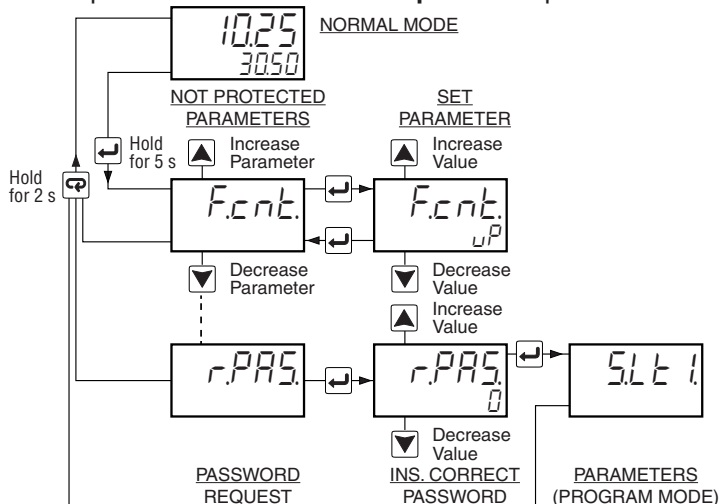 10.25
30.50
NORMAL MODE
NOT PROTECTED
PARAMETERS
SET
PARAMETER
Hold
for 5 s
Increase
Parameter
Increase
Value
Hold
for 2 s
F.cnt.
F.cnt.
uP
Decrease
Parameter
Decrease
Value
Increase
Value
r.PAS.
r.PAS.
0
S.Lt1.
Decrease
Value
PASSWORD
REQUEST
INS. CORRECT
PASSWORD
PARAMETERS
(PROGRAM MODE)